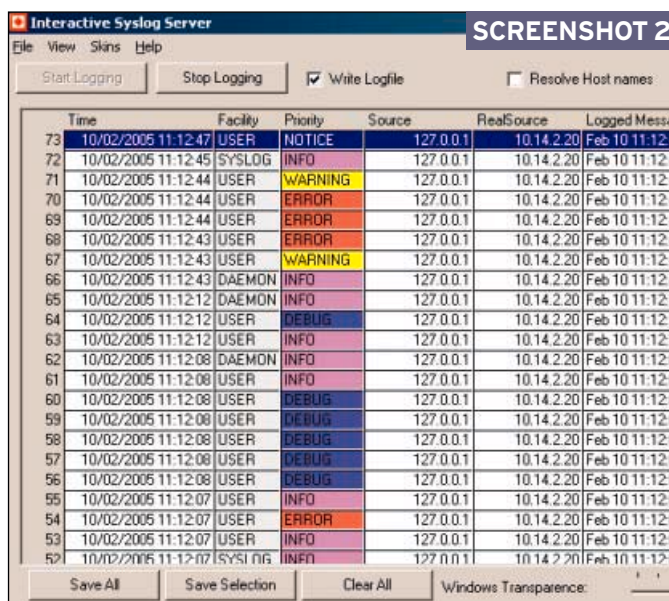 Interactive Syslog Server
SCREENSHOT 2
File View Skins Help
Start Logging Stop Logging Write Logfile Resolve Host names
Time Facility Priority Source RealSource Logged Messa
73 10/02/2005 11:12:47 USER NOTICE 127.0.0.1 10.14.2.20 Feb 10 11:12:
72 10/02/2005 11:12:45 SYSLOG INFO 127.0.0.1 10.14.2.20 Feb 10 11:12:
71 10/02/2005 11:12:44 USER WARNING 127.0.0.1 10.14.2.20 Feb 10 11:12:
70 10/02/2005 11:12:44 USER ERROR 127.0.0.1 10.14.2.20 Feb 10 11:12:
69 10/02/2005 11:12:44 USER ERROR 127.0.0.1 10.14.2.20 Feb 10 11:12:
68 10/02/2005 11:12:43 USER ERROR 127.0.0.1 10.14.2.20 Feb 10 11:12:
67 10/02/2005 11:12:43 USER WARNING 127.0.0.1 10.14.2.20 Feb 10 11:12:
66 10/02/2005 11:12:43 DAEMON INFO 127.0.0.1 10.14.2.20 Feb 10 11:12:
65 10/02/2005 11:12:12 DAEMON INFO 127.0.0.1 10.14.2.20 Feb 10 11:12:
64 10/02/2005 11:12:12 USER DEBUG 127.0.0.1 10.14.2.20 Feb 10 11:12:
63 10/02/2005 11:12:12 USER INFO 127.0.0.1 10.14.2.20 Feb 10 11:12:
62 10/02/2005 11:12:08 DAEMON INFO 127.0.0.1 10.14.2.20 Feb 10 11:12:
61 10/02/2005 11:12:08 USER INFO 127.0.0.1 10.14.2.20 Feb 10 11:12:
60 10/02/2005 11:12:08 USER DEBUG 127.0.0.1 10.14.2.20 Feb 10 11:12:
59 10/02/2005 11:12:08 USER DEBUG 127.0.0.1 10.14.2.20 Feb 10 11:12:
58 10/02/2005 11:12:08 USER DEBUG 127.0.0.1 10.14.2.20 Feb 10 11:12:
57 10/02/2005 11:12:08 USER DEBUG 127.0.0.1 10.14.2.20 Feb 10 11:12:
56 10/02/2005 11:12:08 USER DEBUG 127.0.0.1 10.14.2.20 Feb 10 11:12:
55 10/02/2005 11:12:07 USER INFO 127.0.0.1 10.14.2.20 Feb 10 11:12:
54 10/02/2005 11:12:07 USER ERROR 127.0.0.1 10.14.2.20 Feb 10 11:12:
53 10/02/2005 11:12:07 USER INFO 127.0.0.1 10.14.2.20 Feb 10 11:12:
52 10/02/2005 11:12:07 SYSLOG INFO 127.0.0.1 10.14.2.20 Feb 10 11:12:
Save All Save Selection Clear All Windows Transparence: